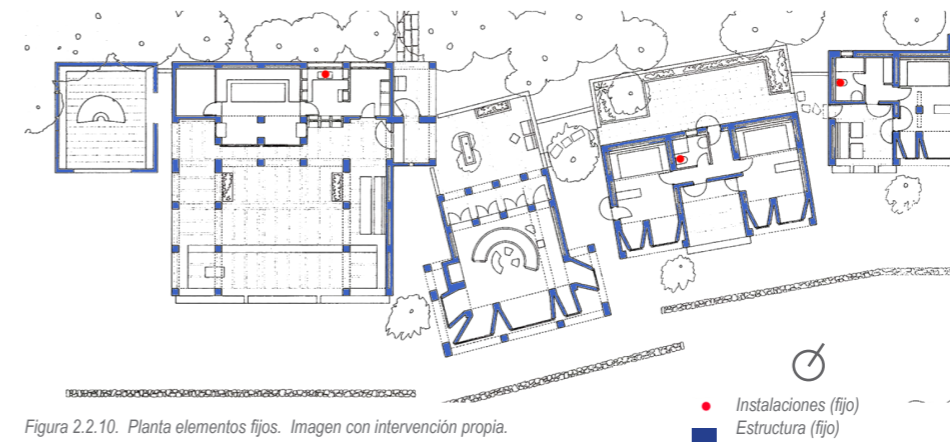 Instalaciones (fijo)
Estructura (fijo)
Figura 2.2.10. Planta elementos fijos. Imagen con intervención propia.